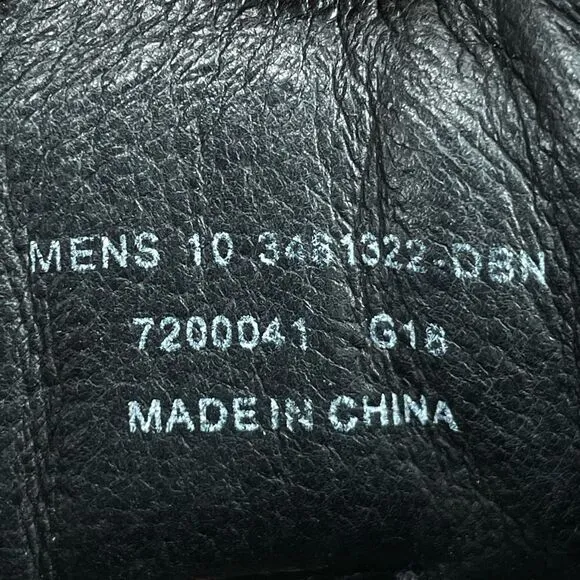 MENS 10 3481322-DBN
7200041 G18
MADE IN CHINA